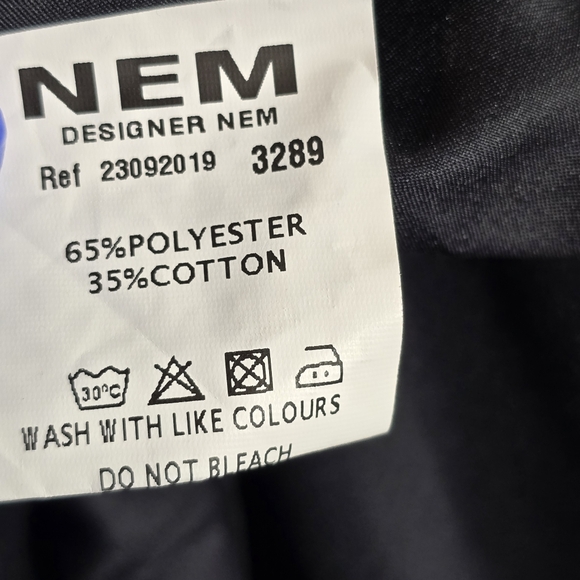 NEM
DESIGNER NEM
Ref 23092019 3289
65%POLYESTER
35%COTTON
30°C
WASH WITH LIKE COLOURS
DO NOT BLEACH